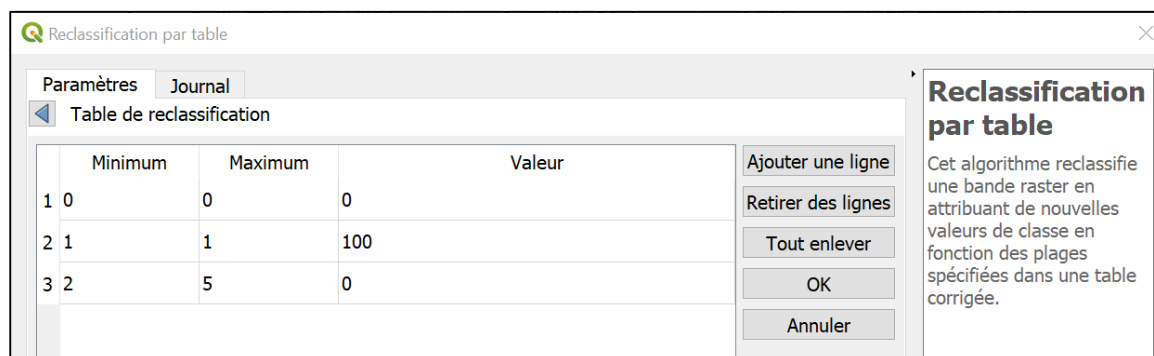 Reclassification par table
Paramètres Journal
Table de reclassification
Minimum Maximum Valeur
1 0 0 0
2 1 1 100
3 2 5 0
Ajouter une ligne
Retirer des lignes
Tout enlever
OK
Annuler
Reclassification
par table
Cet algorithme reclassifie
une bande raster en
attribuant de nouvelles
valeurs de classe en
fonction des plages
spécifiées dans une table
corrigée.